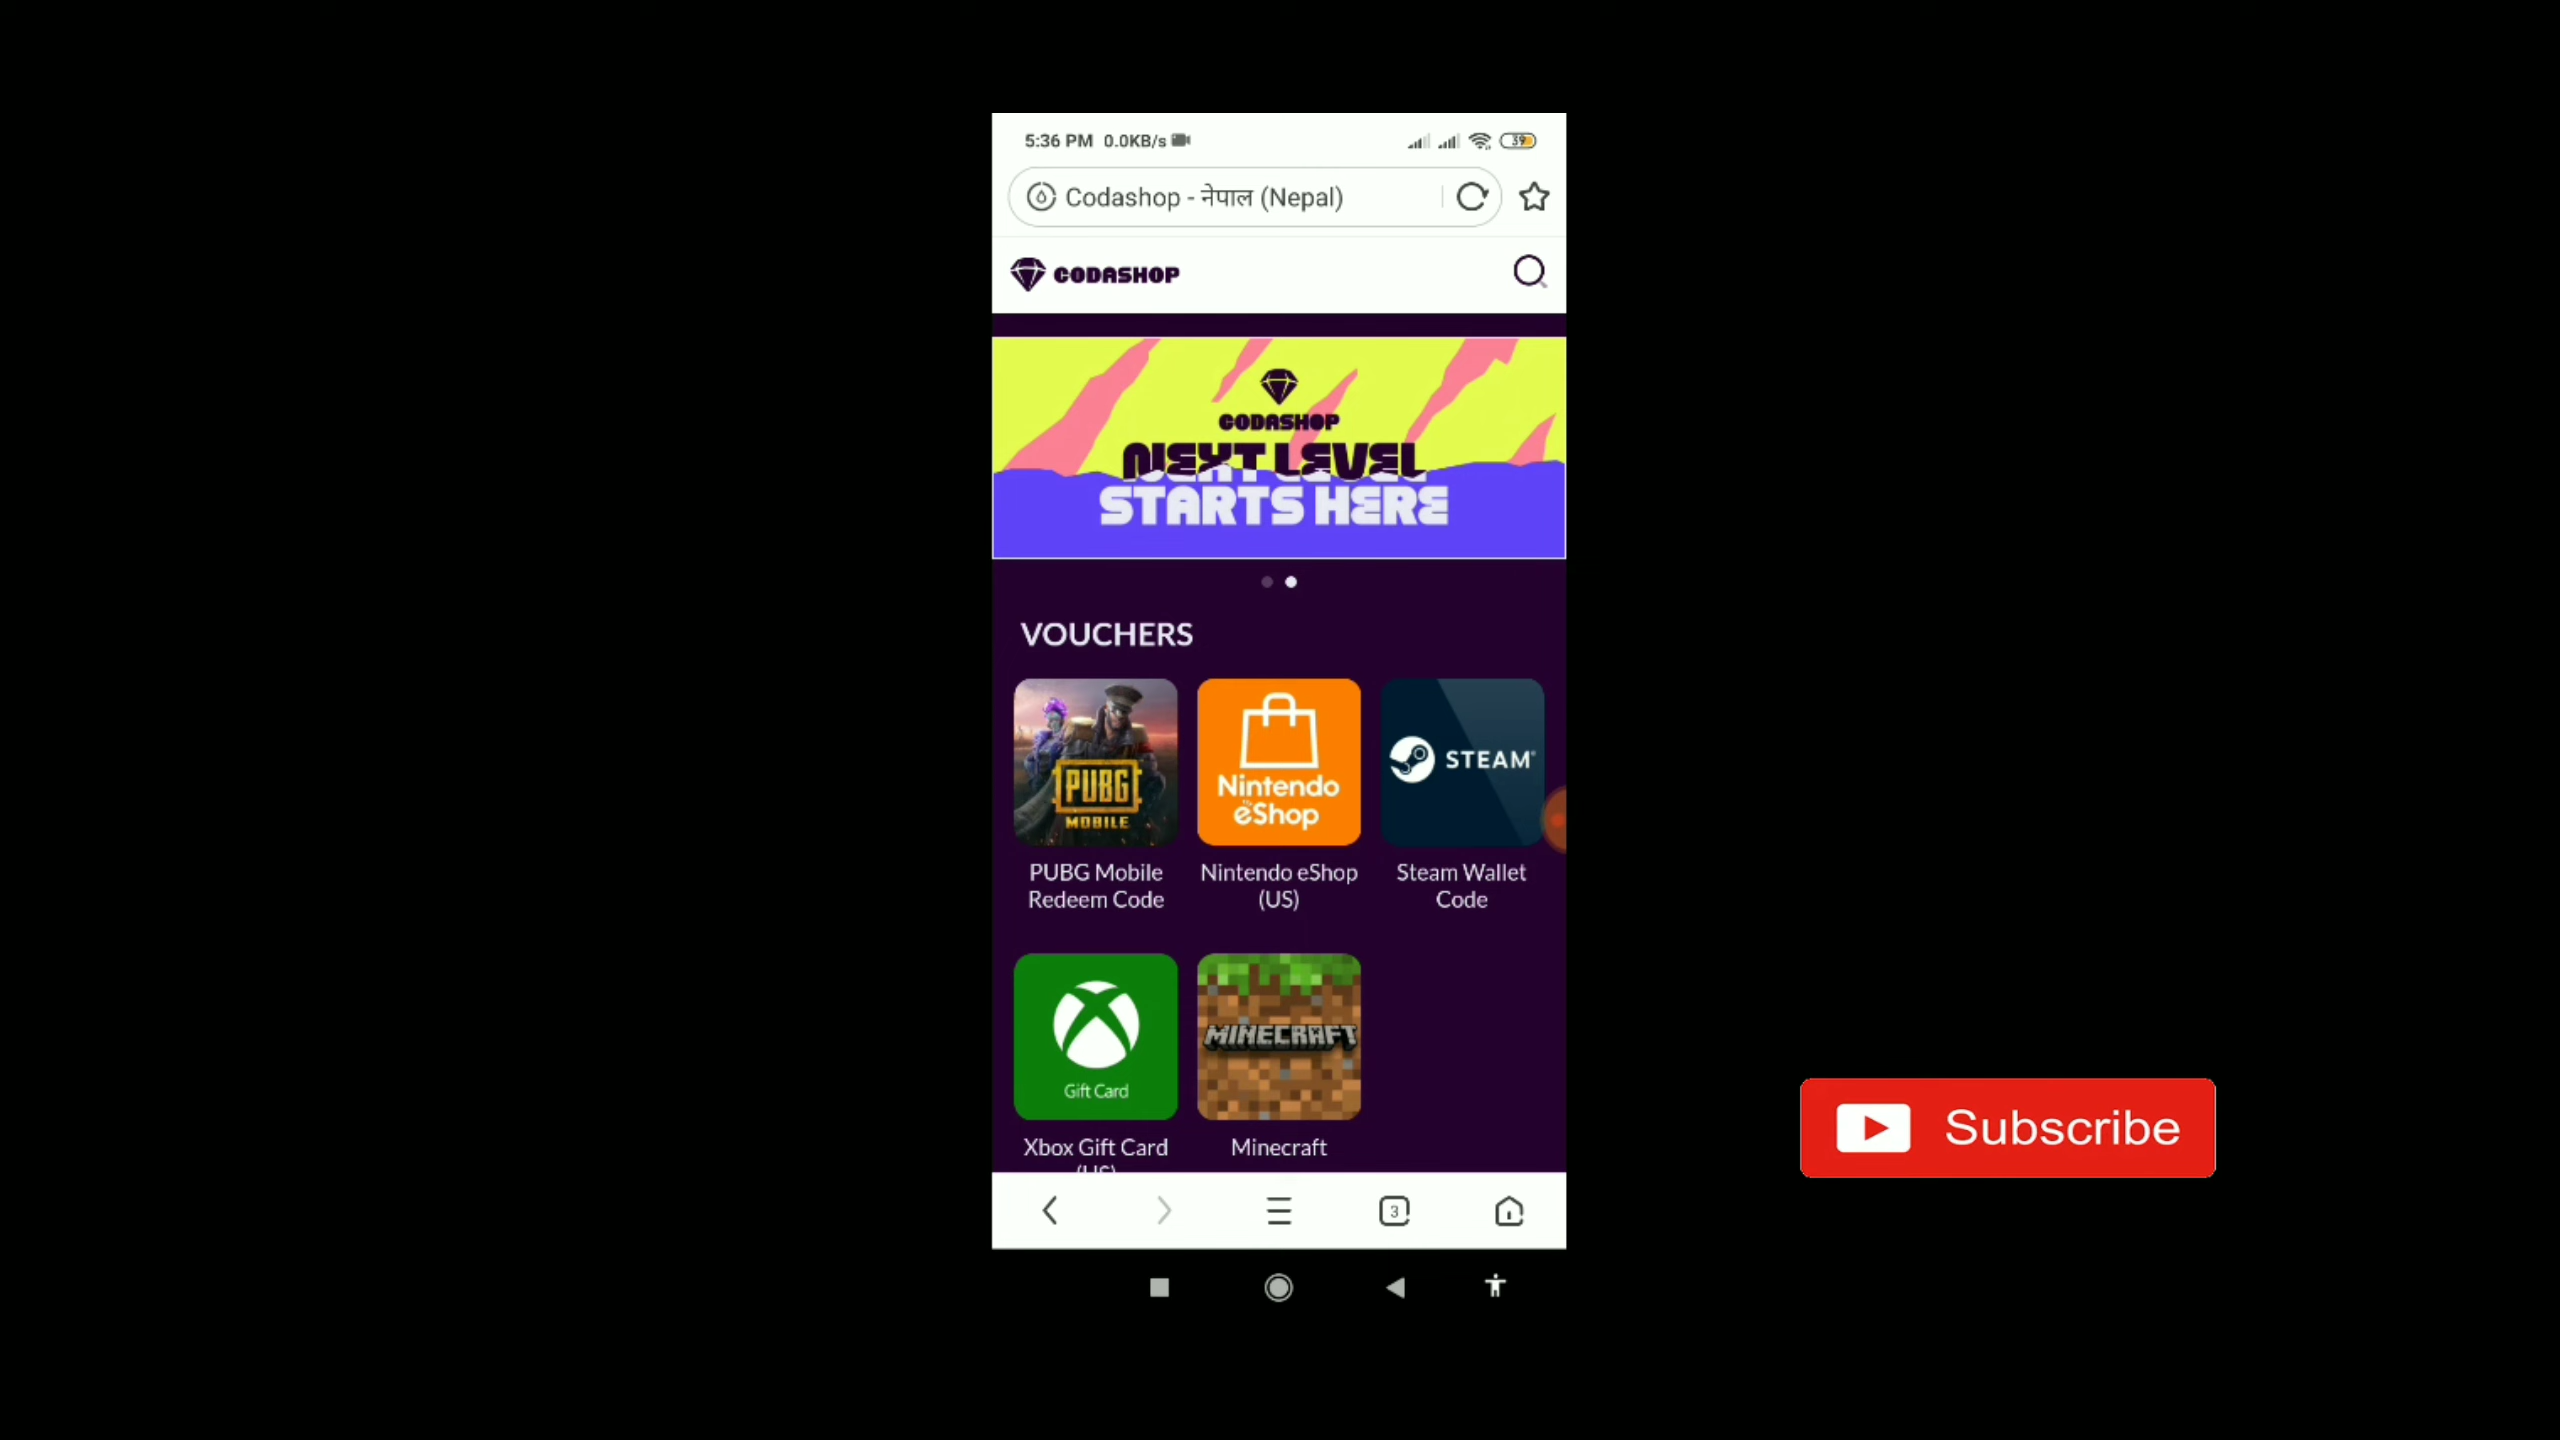 5:36 PM 0.0KB/s
39
Codashop - नेपाल (Nepal)
CODASHOP
CODASHOP
NEXT LEVEL
STARTS HERE
VOUCHERS
PUBG
MOBILE
Nintendo
eShop
STEAM®
PUBG Mobile
Redeem Code
Nintendo eShop
(US)
Steam Wallet
Code
Gift Card
MINECRAFT
Xbox Gift Card
(US)
Minecraft
Subscribe
3